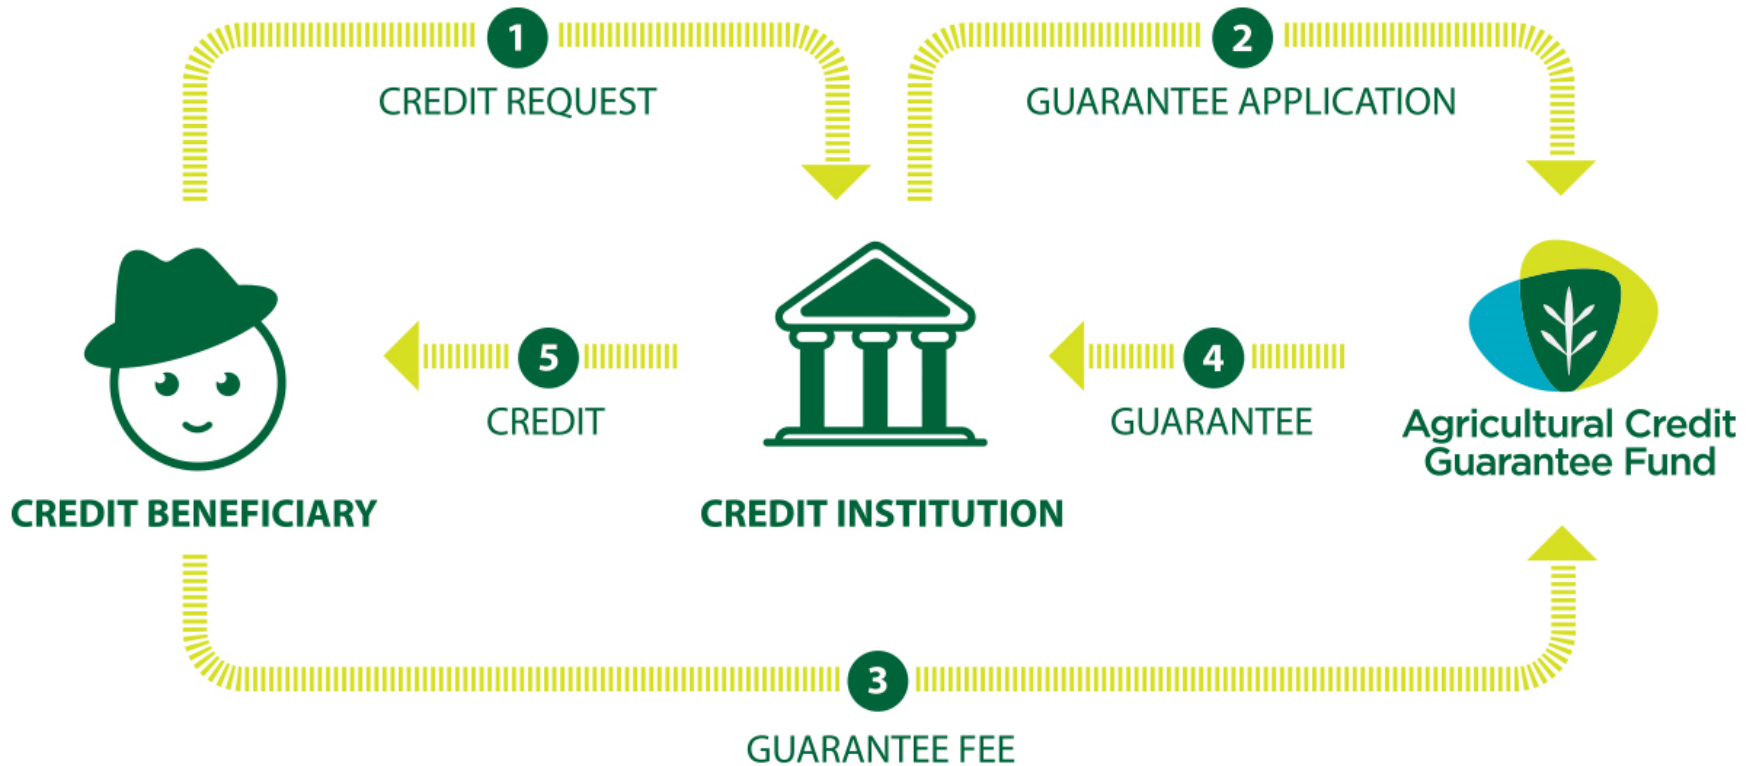 1
2
CREDIT REQUEST
GUARANTEE APPLICATION
5
4
CREDIT
GUARANTEE
Agricultural Credit
Guarantee Fund
CREDIT BENEFICIARY
CREDIT INSTITUTION
3
GUARANTEE FEE